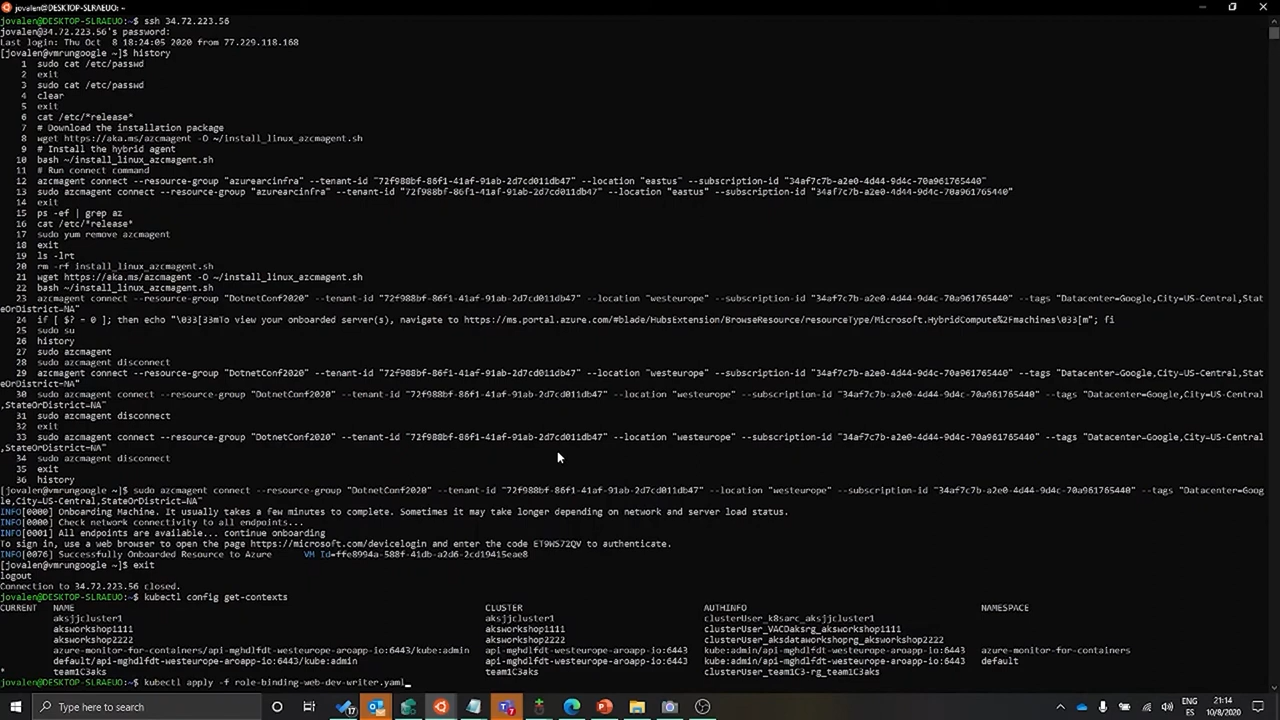 jovalen@DESKTOP-SLRAEUO: ~
jovalen@DESKTOP-SLRAEUO:~$ ssh 34.72.223.56
jovalen@34.72.223.56's password:
Last login: Thu Oct  8 18:24:05 2020 from 77.229.118.168
[jovalen@vmrungoogle ~]$ history
1  sudo cat /etc/passwd
2  exit
3  sudo cat /etc/passwd
4  clear
5  exit
6  cat /etc/*release*
7  # Download the installation package
8  wget https://aka.ms/azcmagent -O ~/install_linux_azcmagent.sh
9  # Install the hybrid agent
10  bash ~/install_linux_azcmagent.sh
11  # Run connect command
12  azcmagent connect --resource-group "azurearcinfra" --tenant-id "72f988bf-86f1-41af-91ab-2d7cd011db47" --location "eastus" --subscription-id "34af7c7b-a2e0-4d44-9d4c-70a961765440"
13  sudo azcmagent connect --resource-group "azurearcinfra" --tenant-id "72f988bf-86f1-41af-91ab-2d7cd011db47" --location "eastus" --subscription-id "34af7c7b-a2e0-4d44-9d4c-70a961765440"
14  exit
15  ps -ef | grep az
16  cat /etc/*release*
17  sudo yum remove azcmagent
18  exit
19  ls -lrt
20  rm -rf install_linux_azcmagent.sh
21  wget https://aka.ms/azcmagent -O ~/install_linux_azcmagent.sh
22  bash ~/install_linux_azcmagent.sh
23  azcmagent connect --resource-group "DotnetConf2020" --tenant-id "72f988bf-86f1-41af-91ab-2d7cd011db47" --location "westeurope" --subscription-id "34af7c7b-a2e0-4d44-9d4c-70a961765440" --tags "Datacenter=Google,City=US-Central,Stat
eOrDistrict=NA"
24  if [ $? = 0 ]; then echo "\033[33mTo view your onboarded server(s), navigate to https://ms.portal.azure.com/#blade/HubsExtension/BrowseResource/resourceType/Microsoft.HybridCompute%2Fmachines\033[m"; fi
25  sudo su
26  history
27  sudo azcmagent
28  sudo azcmagent disconnect
29  azcmagent connect --resource-group "DotnetConf2020" --tenant-id "72f988bf-86f1-41af-91ab-2d7cd011db47" --location "westeurope" --subscription-id "34af7c7b-a2e0-4d44-9d4c-70a961765440" --tags "Datacenter=Google,City=US-Central,Stat
eOrDistrict=NA"
30  sudo azcmagent connect --resource-group "DotnetConf2020" --tenant-id "72f988bf-86f1-41af-91ab-2d7cd011db47" --location "westeurope" --subscription-id "34af7c7b-a2e0-4d44-9d4c-70a961765440" --tags "Datacenter=Google,City=US-Central
,StateOrDistrict=NA"
31  sudo azcmagent disconnect
32  exit
33  sudo azcmagent connect --resource-group "DotnetConf2020" --tenant-id "72f988bf-86f1-41af-91ab-2d7cd011db47" --location "westeurope" --subscription-id "34af7c7b-a2e0-4d44-9d4c-70a961765440" --tags "Datacenter=Google,City=US-Central
,StateOrDistrict=NA"
34  sudo azcmagent disconnect
35  exit
36  history
[jovalen@vmrungoogle ~]$ sudo azcmagent connect --resource-group "DotnetConf2020" --tenant-id "72f988bf-86f1-41af-91ab-2d7cd011db47" --location "westeurope" --subscription-id "34af7c7b-a2e0-4d44-9d4c-70a961765440" --tags "Datacenter=Goog
le,City=US-Central,StateOrDistrict=NA"
INFO[0000] Onboarding Machine. It usually takes a few minutes to complete. Sometimes it may take longer depending on network and server load status.
INFO[0000] Check network connectivity to all endpoints...
INFO[0001] All endpoints are available... continue onboarding
To sign in, use a web browser to open the page https://microsoft.com/devicelogin and enter the code ET9WS72QV to authenticate.
INFO[0076] Successfully Onboarded Resource to Azure      VM Id=ffe8994a-588f-41db-a2d6-2cd19415eae8
[jovalen@vmrungoogle ~]$ exit
logout
Connection to 34.72.223.56 closed.
jovalen@DESKTOP-SLRAEUO:~$ kubectl config get-contexts
CURRENT   NAME   CLUSTER   AUTHINFO   NAMESPACE
aksjjcluster1   aksjjcluster1   clusterUser_k8sarc_aksjjcluster1
aksworkshop1111   aksworkshop1111   clusterUser_VACDaksrg_aksworkshop1111
aksworkshop2222   aksworkshop2222   clusterUser_aksdataworkshoprg_aksworkshop2222
azure-monitor-for-containers/api-mghdlfdt-westeurope-aroapp-io:6443/kube:admin   api-mghdlfdt-westeurope-aroapp-io:6443   kube:admin/api-mghdlfdt-westeurope-aroapp-io:6443   azure-monitor-for-containers
default/api-mghdlfdt-westeurope-aroapp-io:6443/kube:admin   api-mghdlfdt-westeurope-aroapp-io:6443   kube:admin/api-mghdlfdt-westeurope-aroapp-io:6443   default
*   team1C3aks   team1C3aks   clusterUser_team1C3-rg_team1C3aks
jovalen@DESKTOP-SLRAEUO:~$ kubectl apply -f role-binding-web-dev-writer.yaml
Type here to search
17
ENG
ES
21:14
10/8/2020